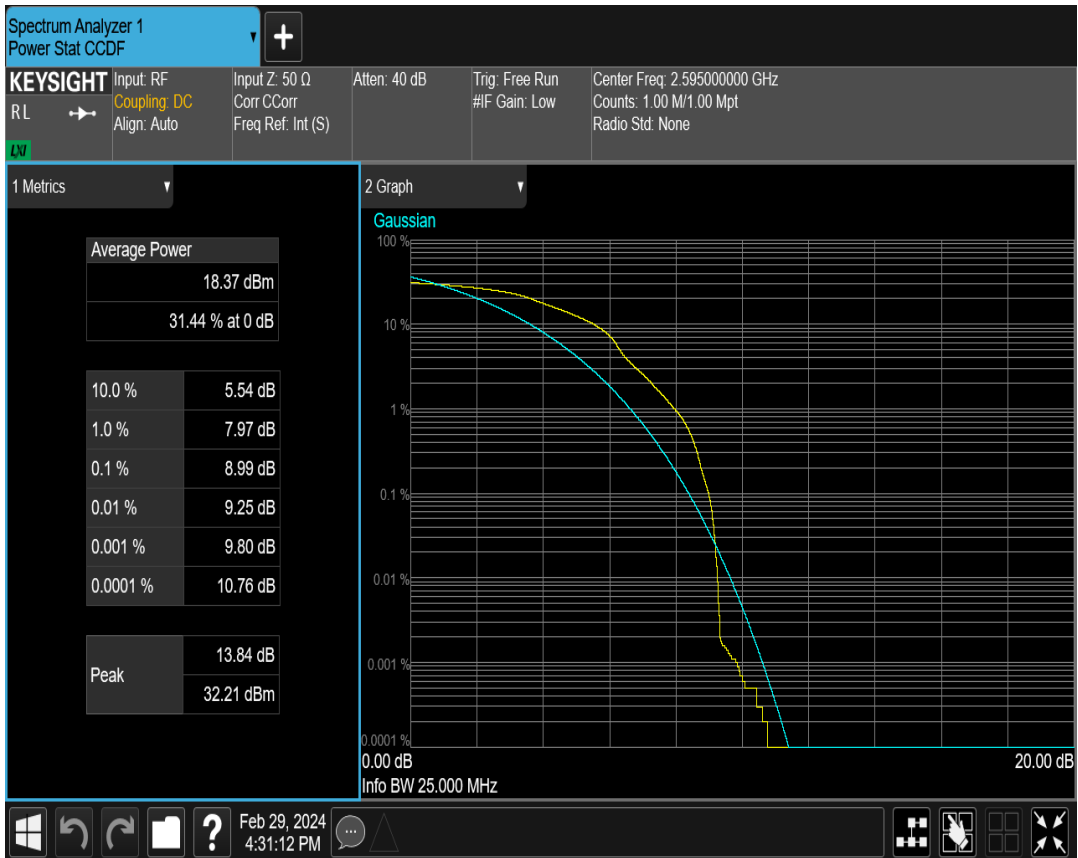 Spectrum Analyzer 1
Power Stat CCDF
+
KEYSIGHT
RL
LXI
Input: RF
Coupling: DC
Align: Auto
Input Z: 50 Ω
Corr CCorr
Freq Ref: Int (S)
Atten: 40 dB
Trig: Free Run
#IF Gain: Low
Center Freq: 2.595000000 GHz
Counts: 1.00 M/1.00 Mpt
Radio Std: None
1 Metrics
Average Power
18.37 dBm
31.44 % at 0 dB
10.0 % 5.54 dB
1.0 % 7.97 dB
0.1 % 8.99 dB
0.01 % 9.25 dB
0.001 % 9.80 dB
0.0001 % 10.76 dB
Peak
13.84 dB
32.21 dBm
2 Graph
Gaussian
100 %
10 %
1 %
0.1 %
0.01 %
0.001 %
0.0001 %
0.00 dB 20.00 dB
Info BW 25.000 MHz
?
Feb 29, 2024
4:31:12 PM